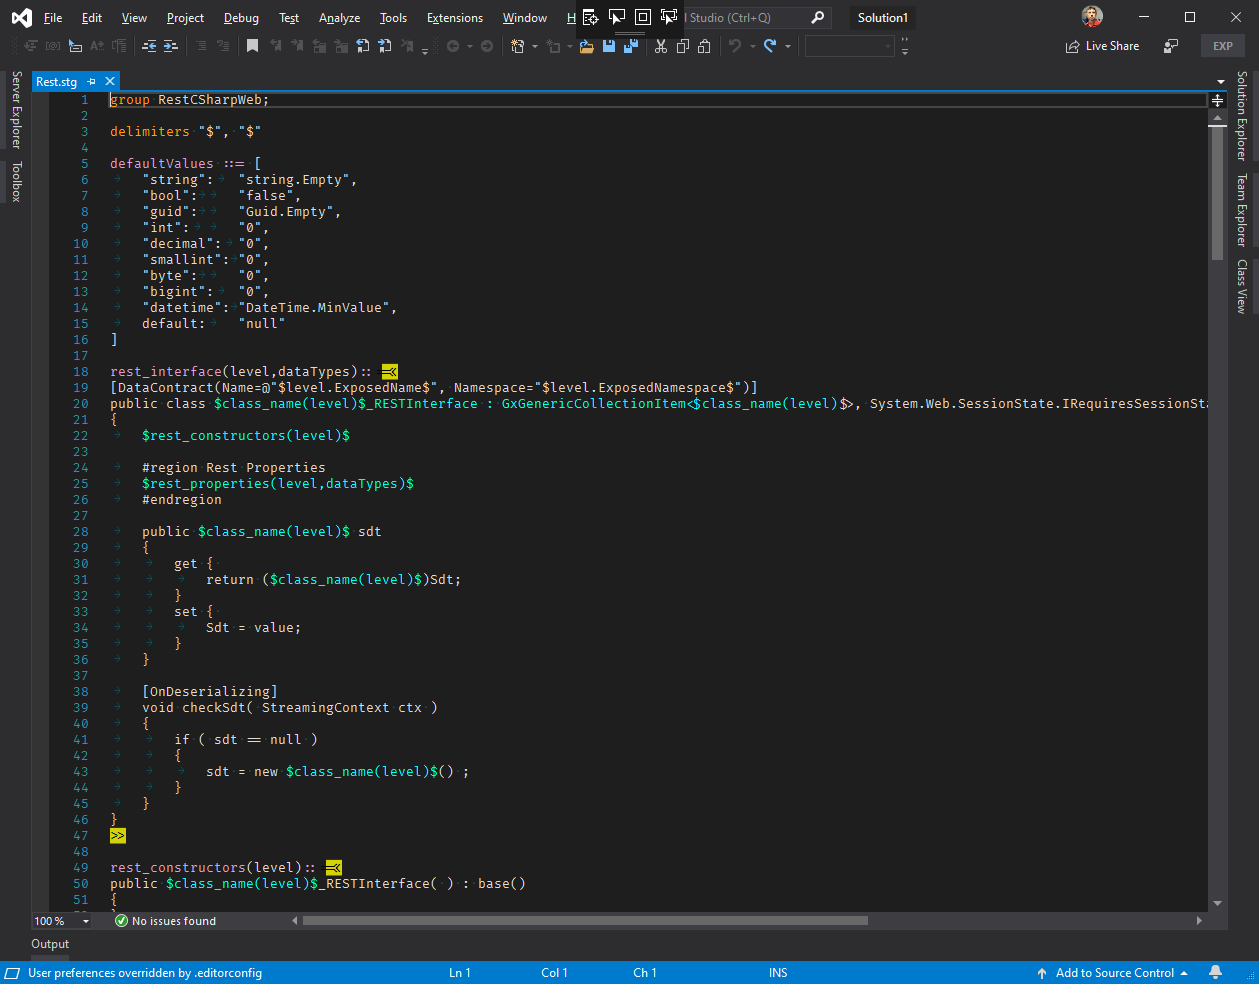 File Edit View Project Debug Test Analyze Tools Extensions Window H l Studio (Ctrl+Q) Solution1
Live Share EXP
Server Explorer
Toolbox
Rest.stg
1 group RestCSharpWeb;
2
3 delimiters "$", "$"
4
5 defaultValues ::= [
6 "string": "string.Empty",
7 "bool": "false",
8 "guid": "Guid.Empty",
9 "int": "0",
10 "decimal": "0",
11 "smallint": "0",
12 "byte": "0",
13 "bigint": "0",
14 "datetime": "DateTime.MinValue",
15 default: "null"
16 ]
17
18 rest_interface(level,dataTypes)::=<<
19 [DataContract(Name=@"$level.ExposedName$", Namespace="$level.ExposedNamespace$")]
20 public class $class_name(level)$_RESTInterface : GxGenericCollectionItem<$class_name(level)$>, System.Web.SessionState.IRequiresSessionSta
21 {
22 $rest_constructors(level)$
23
24 #region Rest Properties
25 $rest_properties(level,dataTypes)$
26 #endregion
27
28 public $class_name(level)$ sdt
29 {
30 get {
31 return ($class_name(level)$)Sdt;
32 }
33 set {
34 Sdt = value;
35 }
36 }
37
38 [OnDeserializing]
39 void checkSdt( StreamingContext ctx )
40 {
41 if ( sdt == null )
42 {
43 sdt = new $class_name(level)$() ;
44 }
45 }
46 }
47 >>
48
49 rest_constructors(level)::=<<
50 public $class_name(level)$_RESTInterface( ) : base()
51 {
Solution Explorer
Team Explorer
Class View
100 % No issues found
Output
User preferences overridden by .editorconfig Ln 1 Col 1 Ch 1 INS Add to Source Control